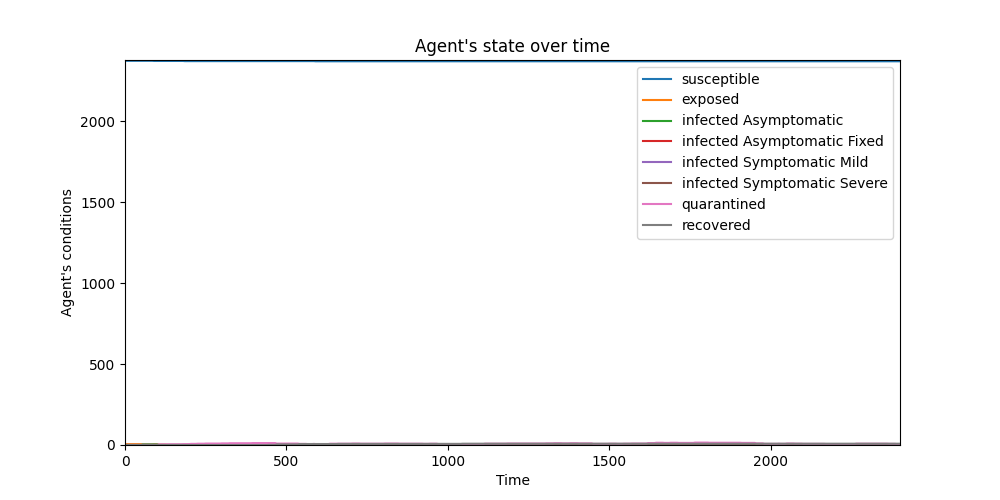 Agent's state over time
susceptible
exposed
infected Asymptomatic
infected Asymptomatic Fixed
infected Symptomatic Mild
infected Symptomatic Severe
quarantined
recovered
Agent's conditions
2000
1500
1000
500
0
0 500 1000 1500 2000
Time